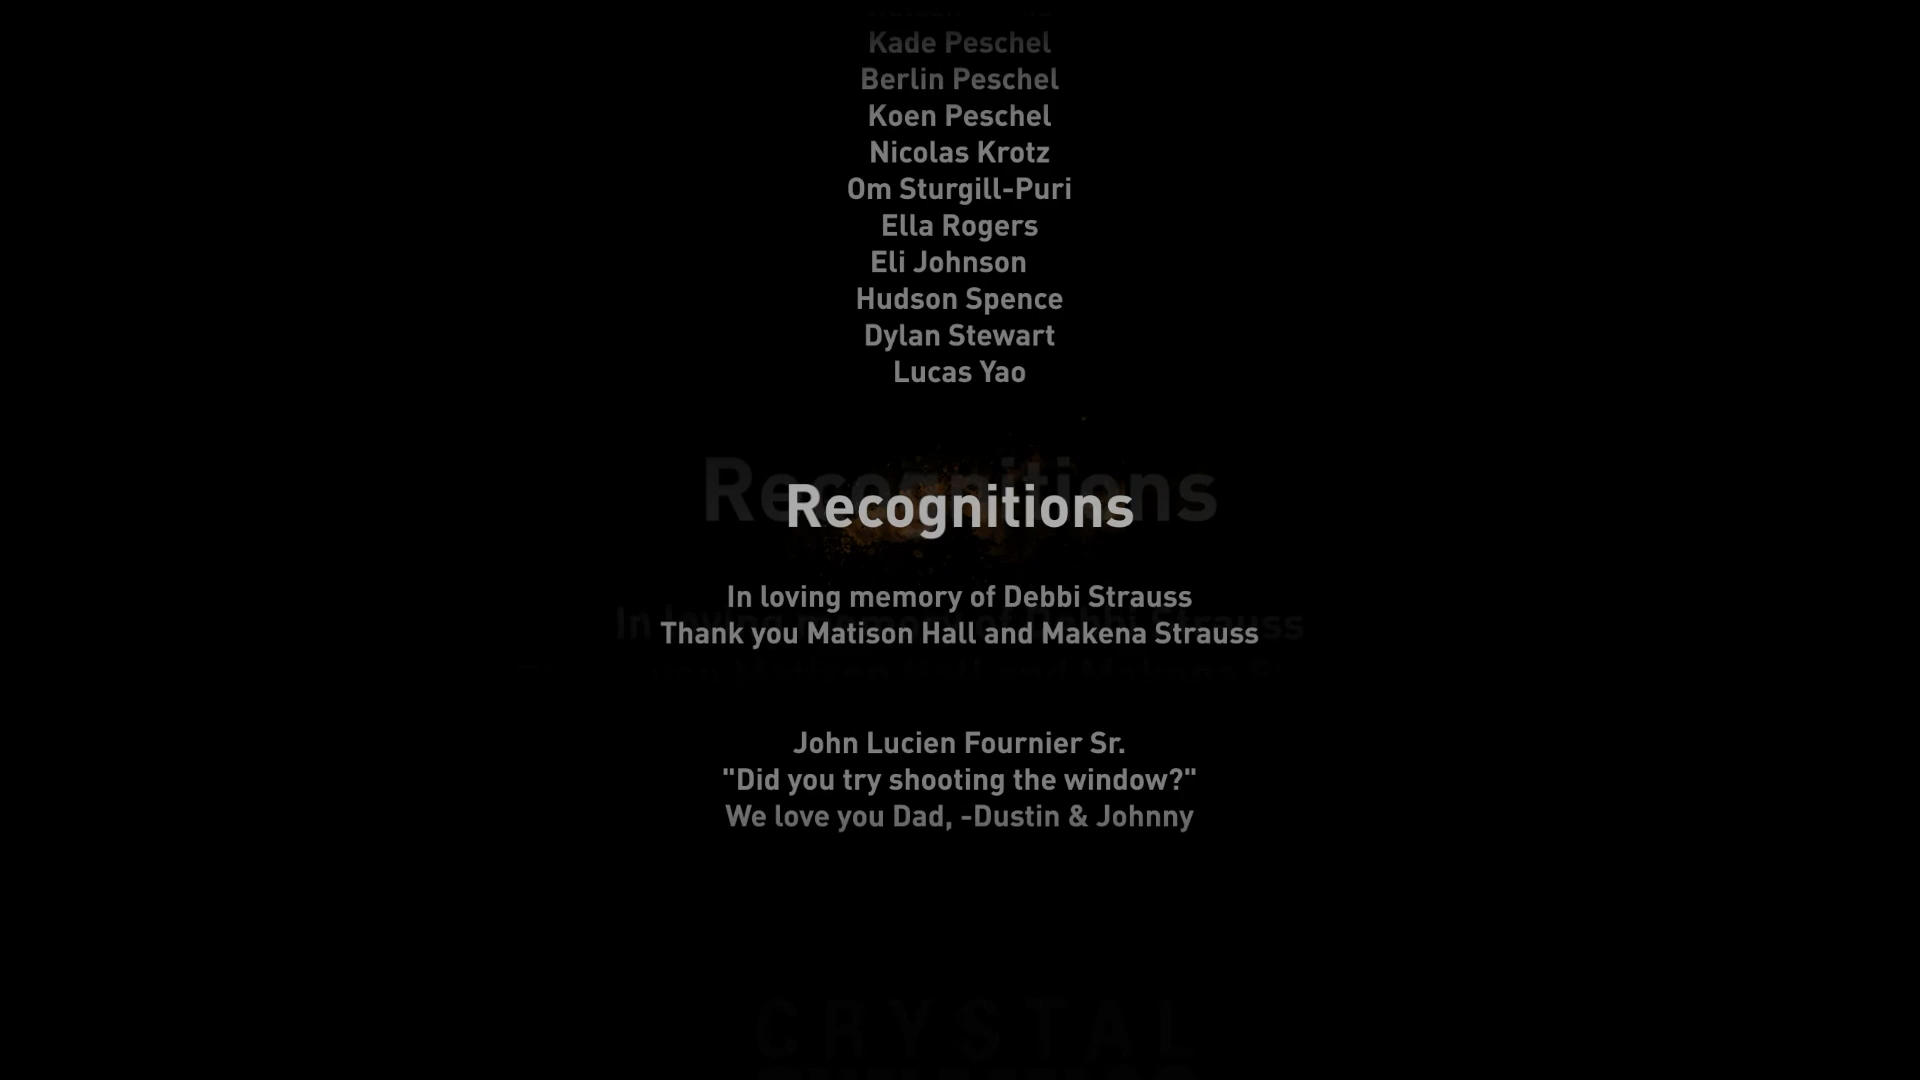 Kade Peschel
Berlin Peschel
Koen Peschel
Nicolas Krotz
Om Sturgill-Puri
Ella Rogers
Eli Johnson
Hudson Spence
Dylan Stewart
Lucas Yao
Recognitions
In loving memory of Debbi Strauss
Thank you Matison Hall and Makena Strauss
John Lucien Fournier Sr.
"Did you try shooting the window?"
We love you Dad, -Dustin & Johnny
CRYSTAL